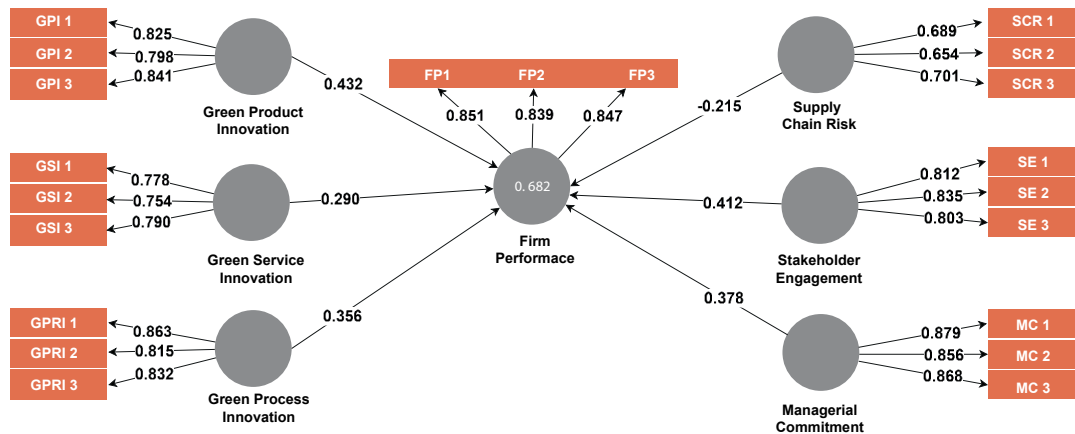 GPI 1
GPI 2
GPI 3
0.825
0.798
0.841
Green Product
Innovation
0.432
FP1 FP2 FP3
0.851
0.839
0.847
-0.215
Supply
Chain Risk
0.689
0.654
0.701
SCR 1
SCR 2
SCR 3
GSI 1
GSI 2
GSI 3
0.778
0.754
0.790
Green Service
Innovation
0.290
0.682
Firm
Performace
0.412
Stakeholder
Engagement
0.812
0.835
0.803
SE 1
SE 2
SE 3
GPRI 1
GPRI 2
GPRI 3
0.863
0.815
0.832
Green Process
Innovation
0.356
0.378
Managerial
Commitment
0.879
0.856
0.868
MC 1
MC 2
MC 3